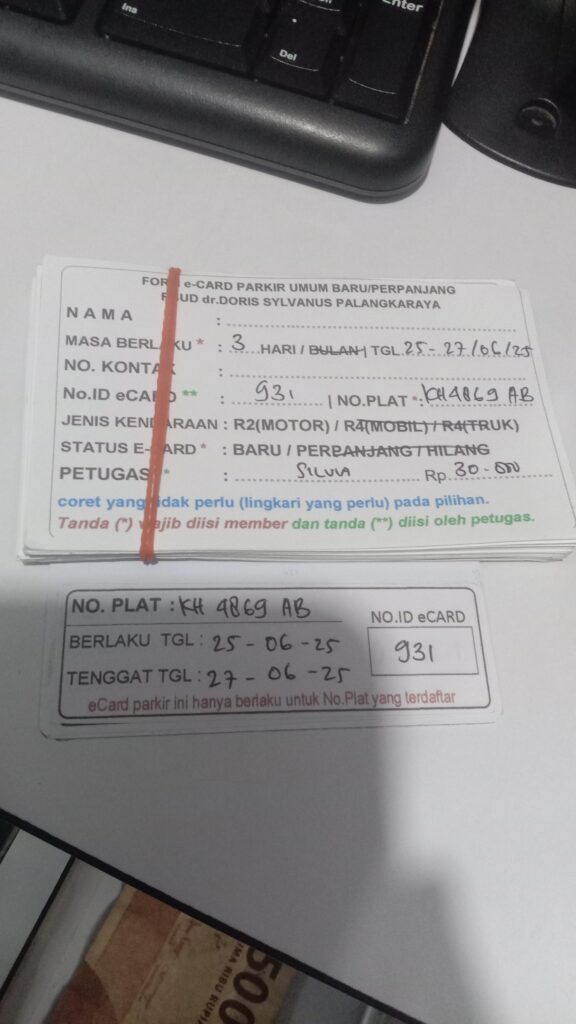 Ins
Del
Enter
FORM e-CARD PARKIR UMUM BARU/PERPANJANG
RSUD dr.DORIS SYLVANUS PALANGKARAYA
NAMA :
MASA BERLAKU * : 3 HARI / BULAN | TGL. 25 - 27/06/25
NO. KONTAK :
No.ID eCARD ** : 931 | NO.PLAT * : KH 4869 AB
JENIS KENDARAAN : R2(MOTOR) / R4(MOBIL) / R4(TRUK)
STATUS E-CARD * : BARU / PERPANJANG / HILANG
PETUGAS * : SILVIA Rp. 30-000
coret yang tidak perlu (lingkari yang perlu) pada pilihan.
Tanda (*) wajib diisi member dan tanda (**) diisi oleh petugas.
NO. PLAT : KH 4869 AB
NO.ID eCARD
BERLAKU TGL : 25 - 06 - 25
931
TENGGAT TGL : 27 - 06 - 25
eCard parkir ini hanya berlaku untuk No.Plat yang terdaftar
IMA RIBU RUPIA
500